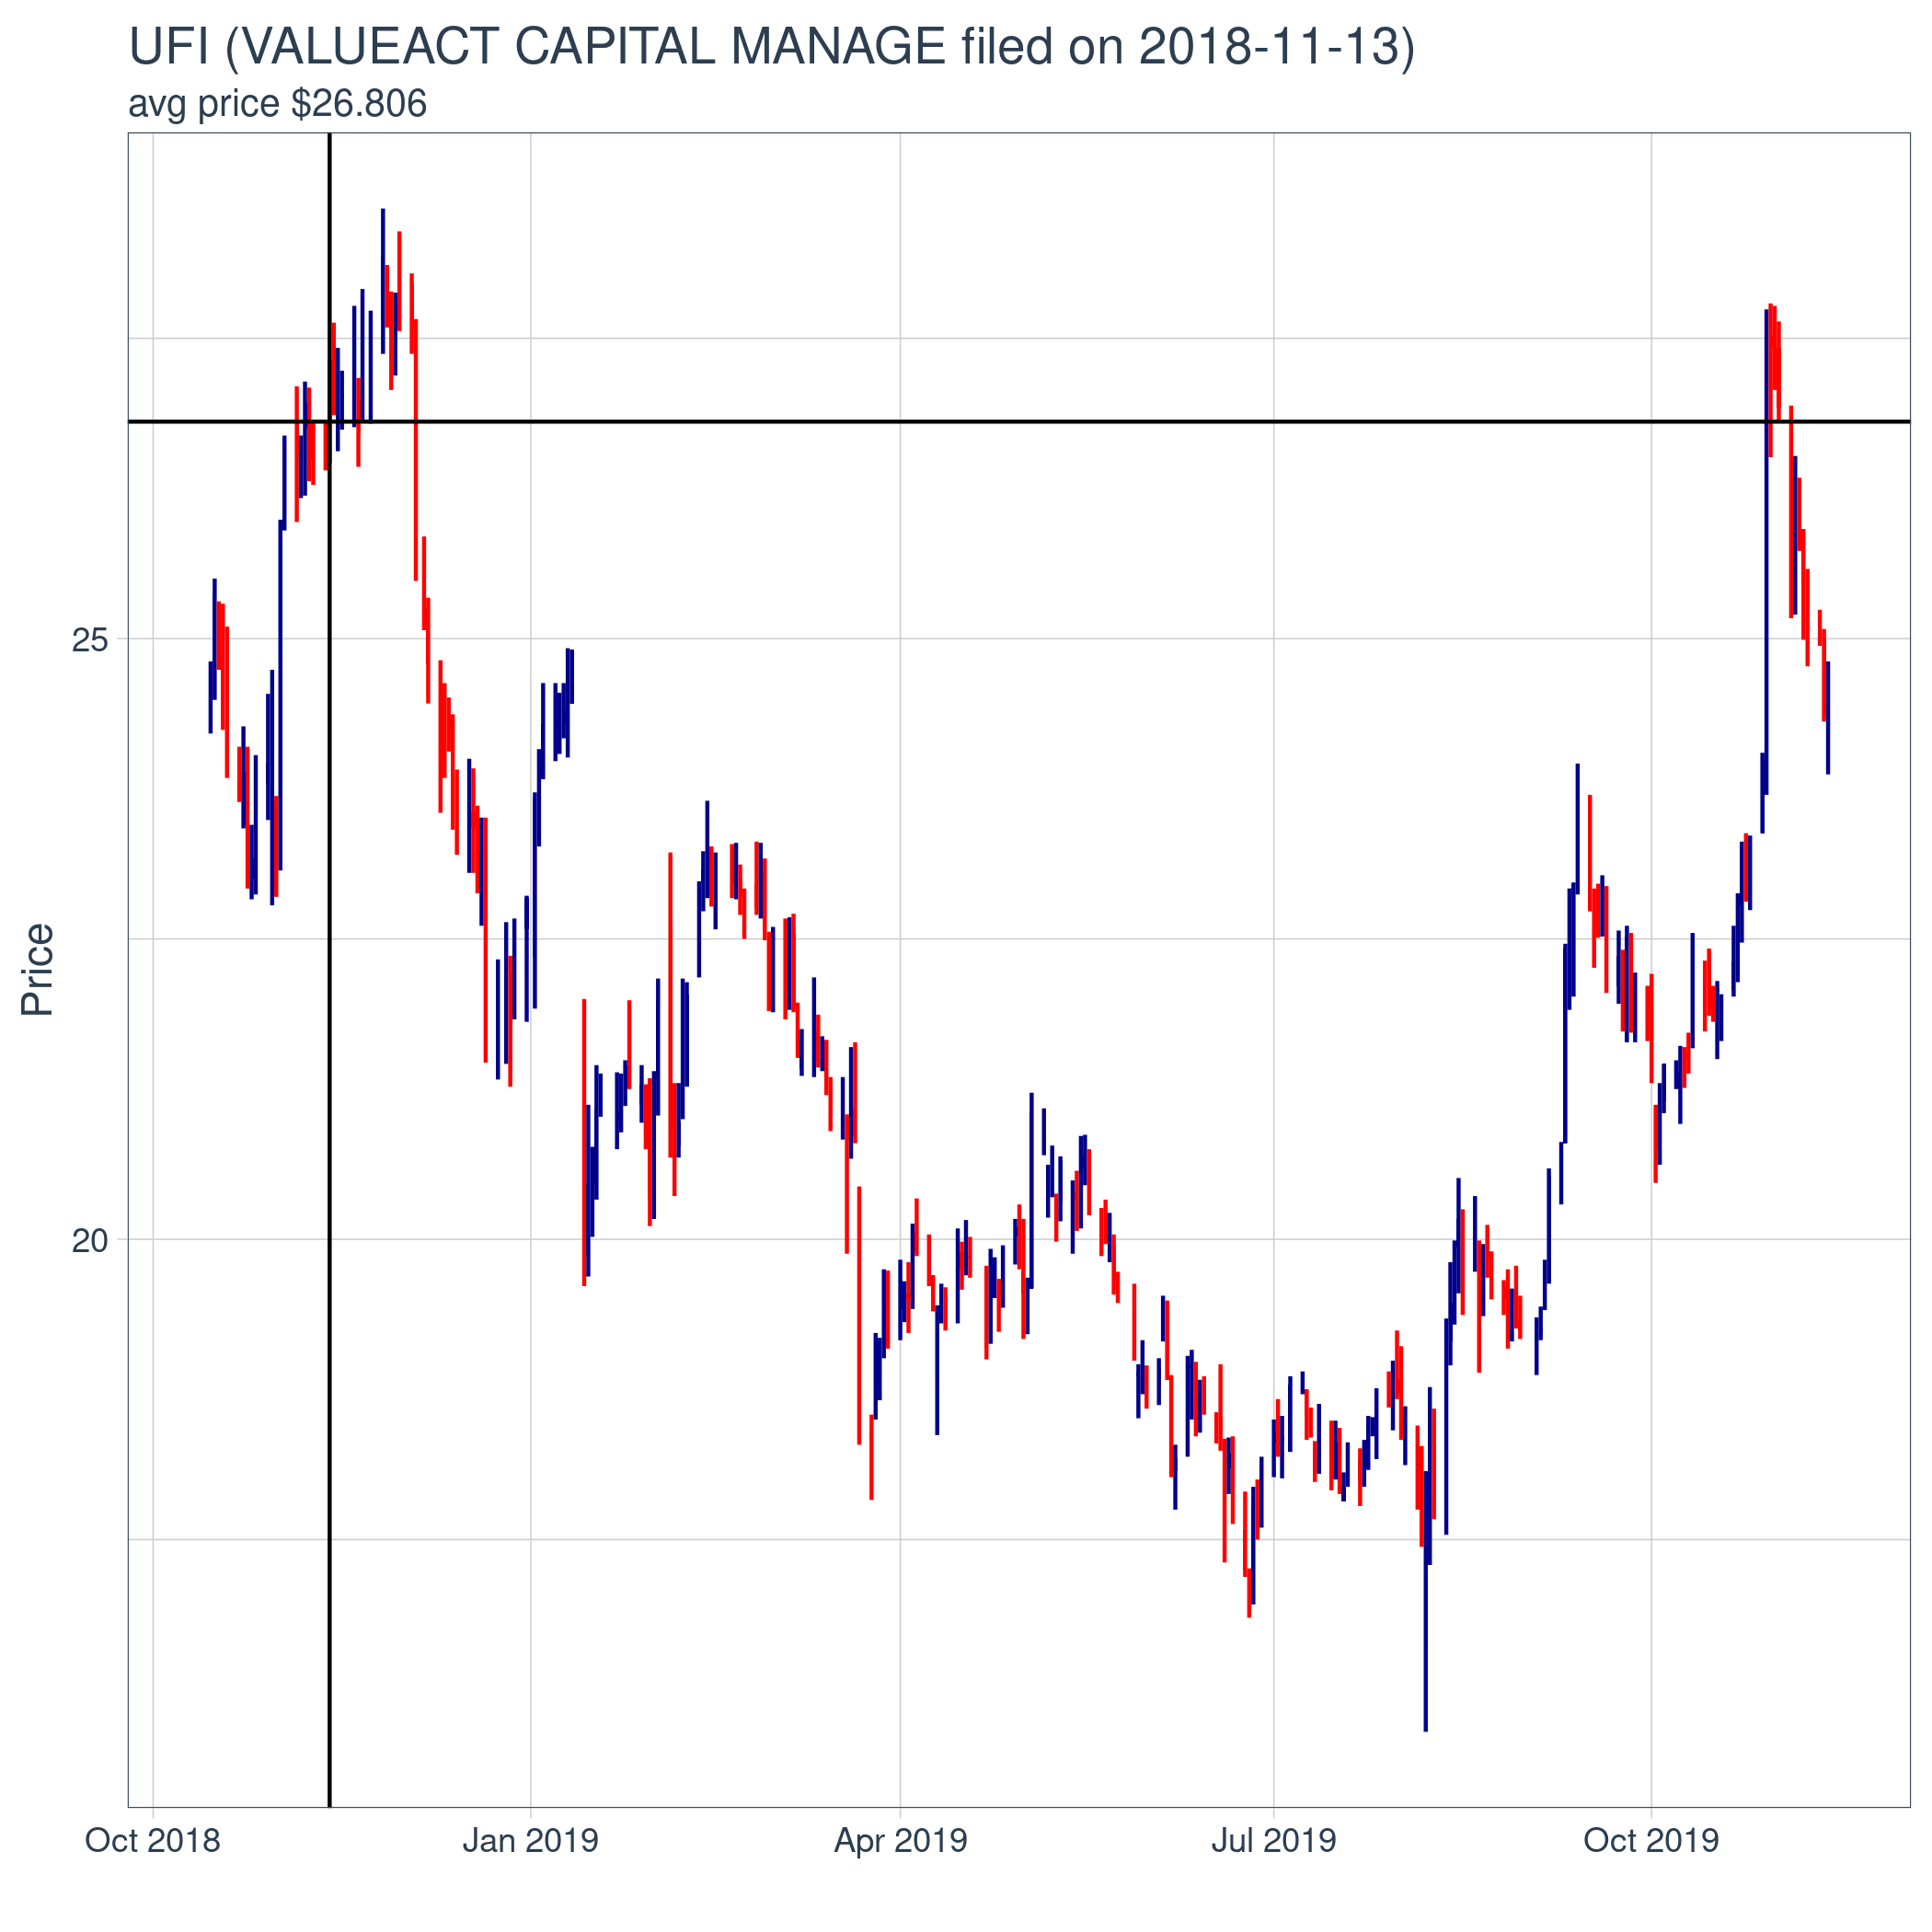 UFI (VALUEACT CAPITAL MANAGE filed on 2018-11-13)
avg price $26.806
25
20
Price
Oct 2018
Jan 2019
Apr 2019
Jul 2019
Oct 2019